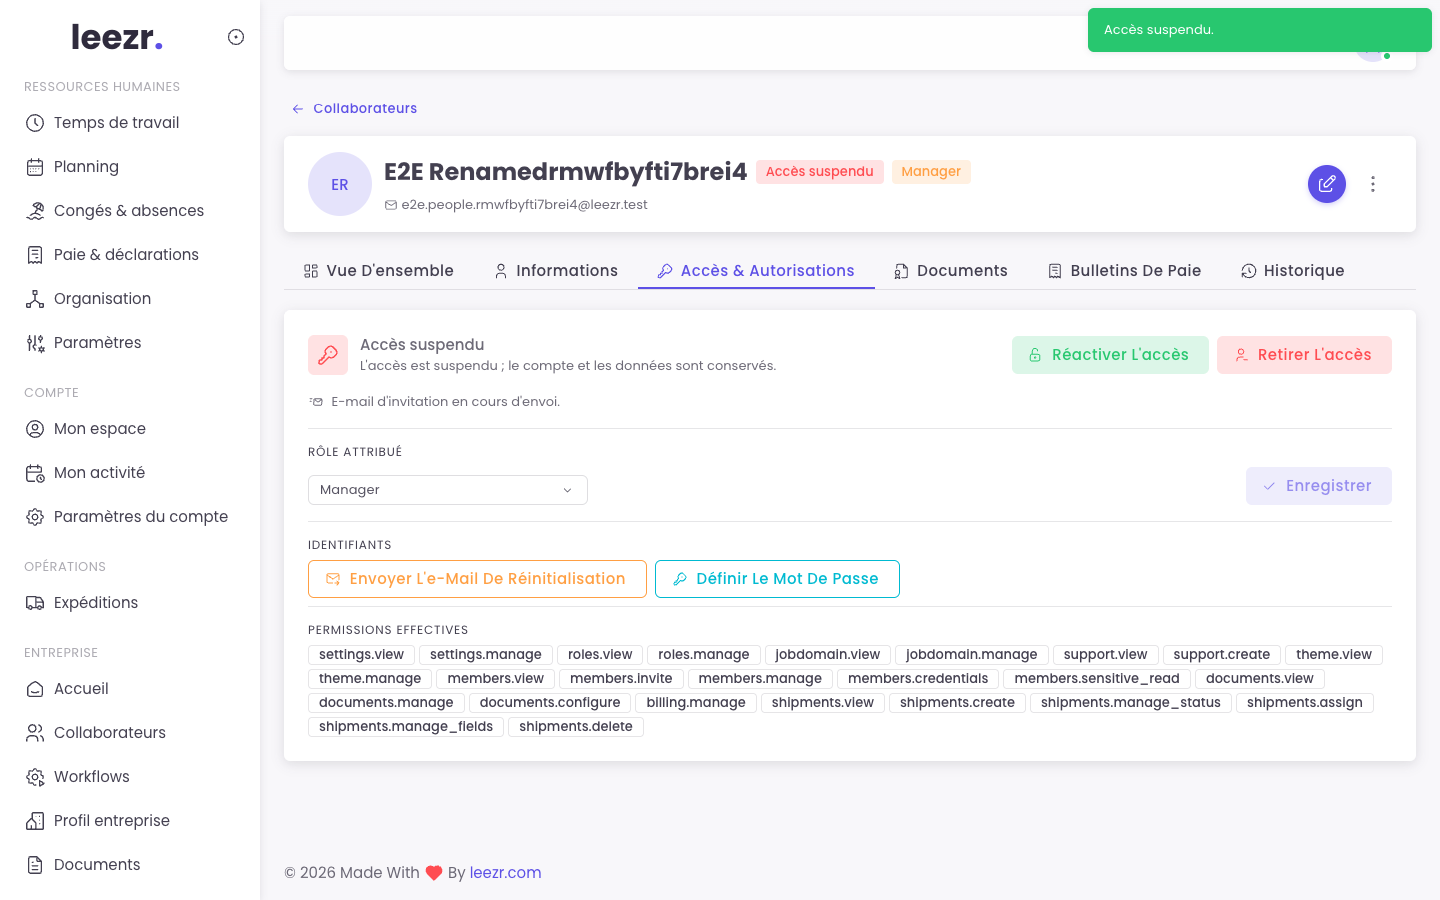 leezr.
Accès suspendu.
RESSOURCES HUMAINES
Temps de travail
Planning
Congés & absences
Paie & déclarations
Organisation
Paramètres
COMPTE
Mon espace
Mon activité
Paramètres du compte
OPÉRATIONS
Expéditions
ENTREPRISE
Accueil
Collaborateurs
Workflows
Profil entreprise
Documents
Collaborateurs
ER
E2E Renamedrmwfbyfti7brei4 Accès suspendu Manager
e2e.people.rmwfbyfti7brei4@leezr.test
Vue D'ensemble Informations Accès & Autorisations Documents Bulletins De Paie Historique
Accès suspendu
L'accès est suspendu ; le compte et les données sont conservés.
Réactiver L'accès Retirer L'accès
E-mail d'invitation en cours d'envoi.
RÔLE ATTRIBUÉ
Manager
Enregistrer
IDENTIFIANTS
Envoyer L'e-Mail De Réinitialisation Définir Le Mot De Passe
PERMISSIONS EFFECTIVES
settings.view settings.manage roles.view roles.manage jobdomain.view jobdomain.manage support.view support.create theme.view
theme.manage members.view members.invite members.manage members.credentials members.sensitive_read documents.view
documents.manage documents.configure billing.manage shipments.view shipments.create shipments.manage_status shipments.assign
shipments.manage_fields shipments.delete
© 2026 Made With By leezr.com